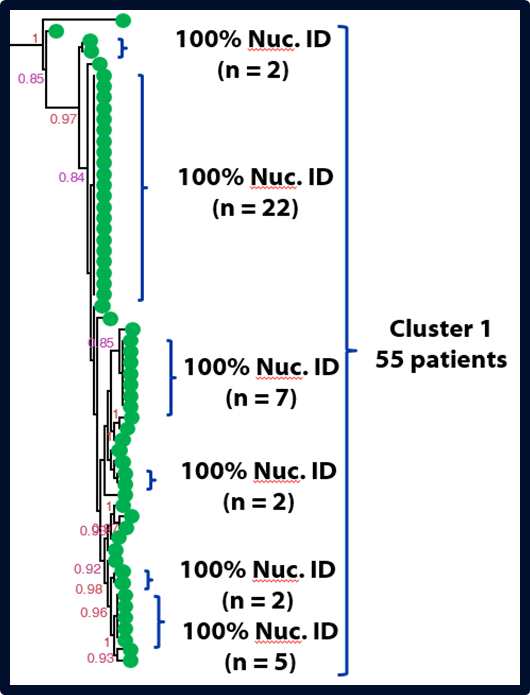 1
100% Nuc. ID
(n = 2)
0.85
0.97
0.84
100% Nuc. ID
(n = 22)
Cluster 1
55 patients
0.85
100% Nuc. ID
(n = 7)
1
100% Nuc. ID
(n = 2)
1
0.92
100% Nuc. ID
(n = 2)
0.98
0.96
100% Nuc. ID
(n = 5)
1
0.93